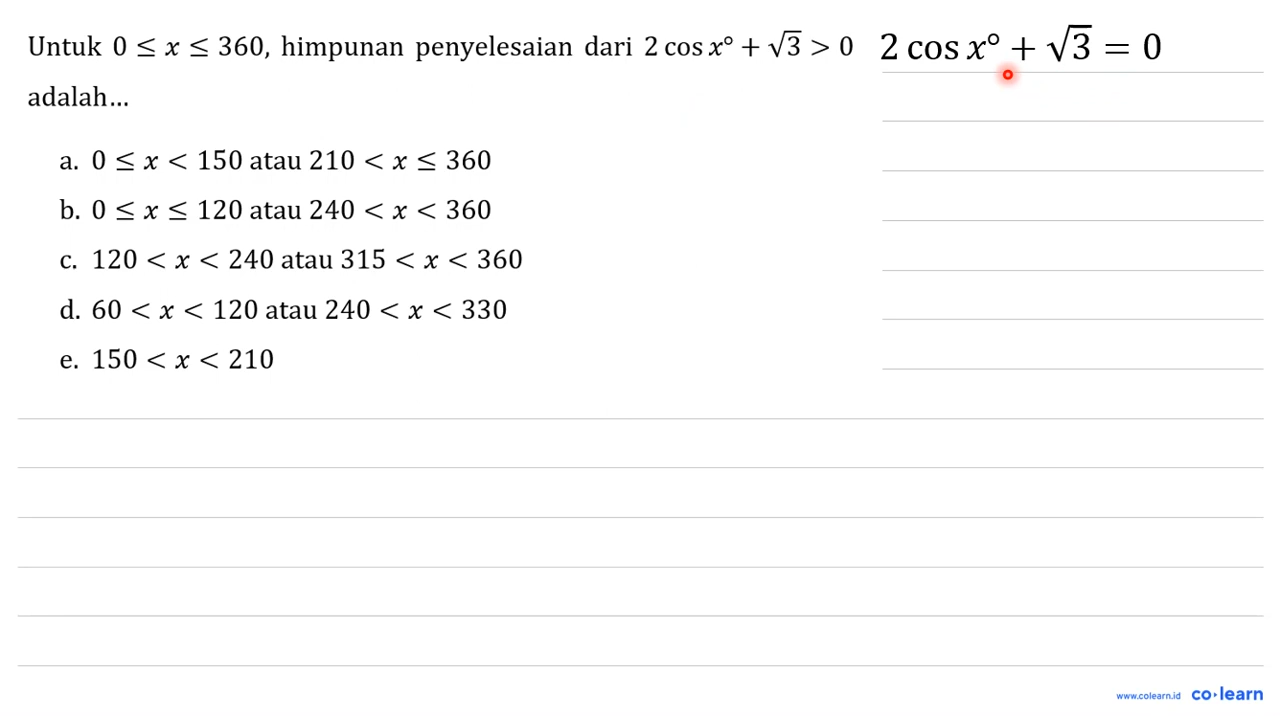 Untuk 0 ≤ x ≤ 360, himpunan penyelesaian dari 2 cos x° + √3 > 0
adalah...
a. 0 ≤ x < 150 atau 210 < x ≤ 360
b. 0 ≤ x ≤ 120 atau 240 < x < 360
c. 120 < x < 240 atau 315 < x < 360
d. 60 < x < 120 atau 240 < x < 330
e. 150 < x < 210
2 cos x° + √3 = 0
www.colearn.id co·learn